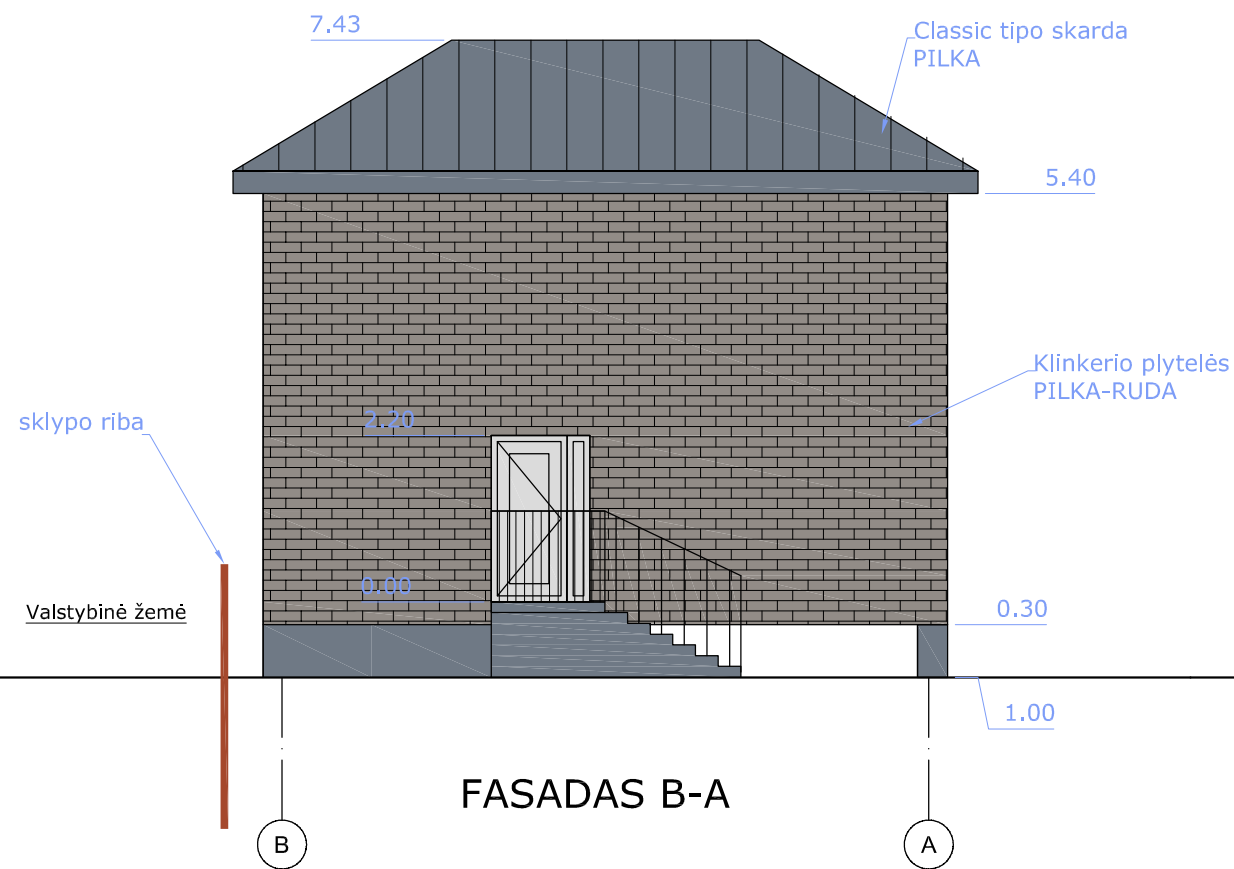 7.43
Classic tipo skarda
PILKA
5.40
Klinkerio plytelės
PILKA-RUDA
2.20
sklypo riba
0.00
Valstybinė žemė
0.30
1.00
FASADAS B-A
B
A